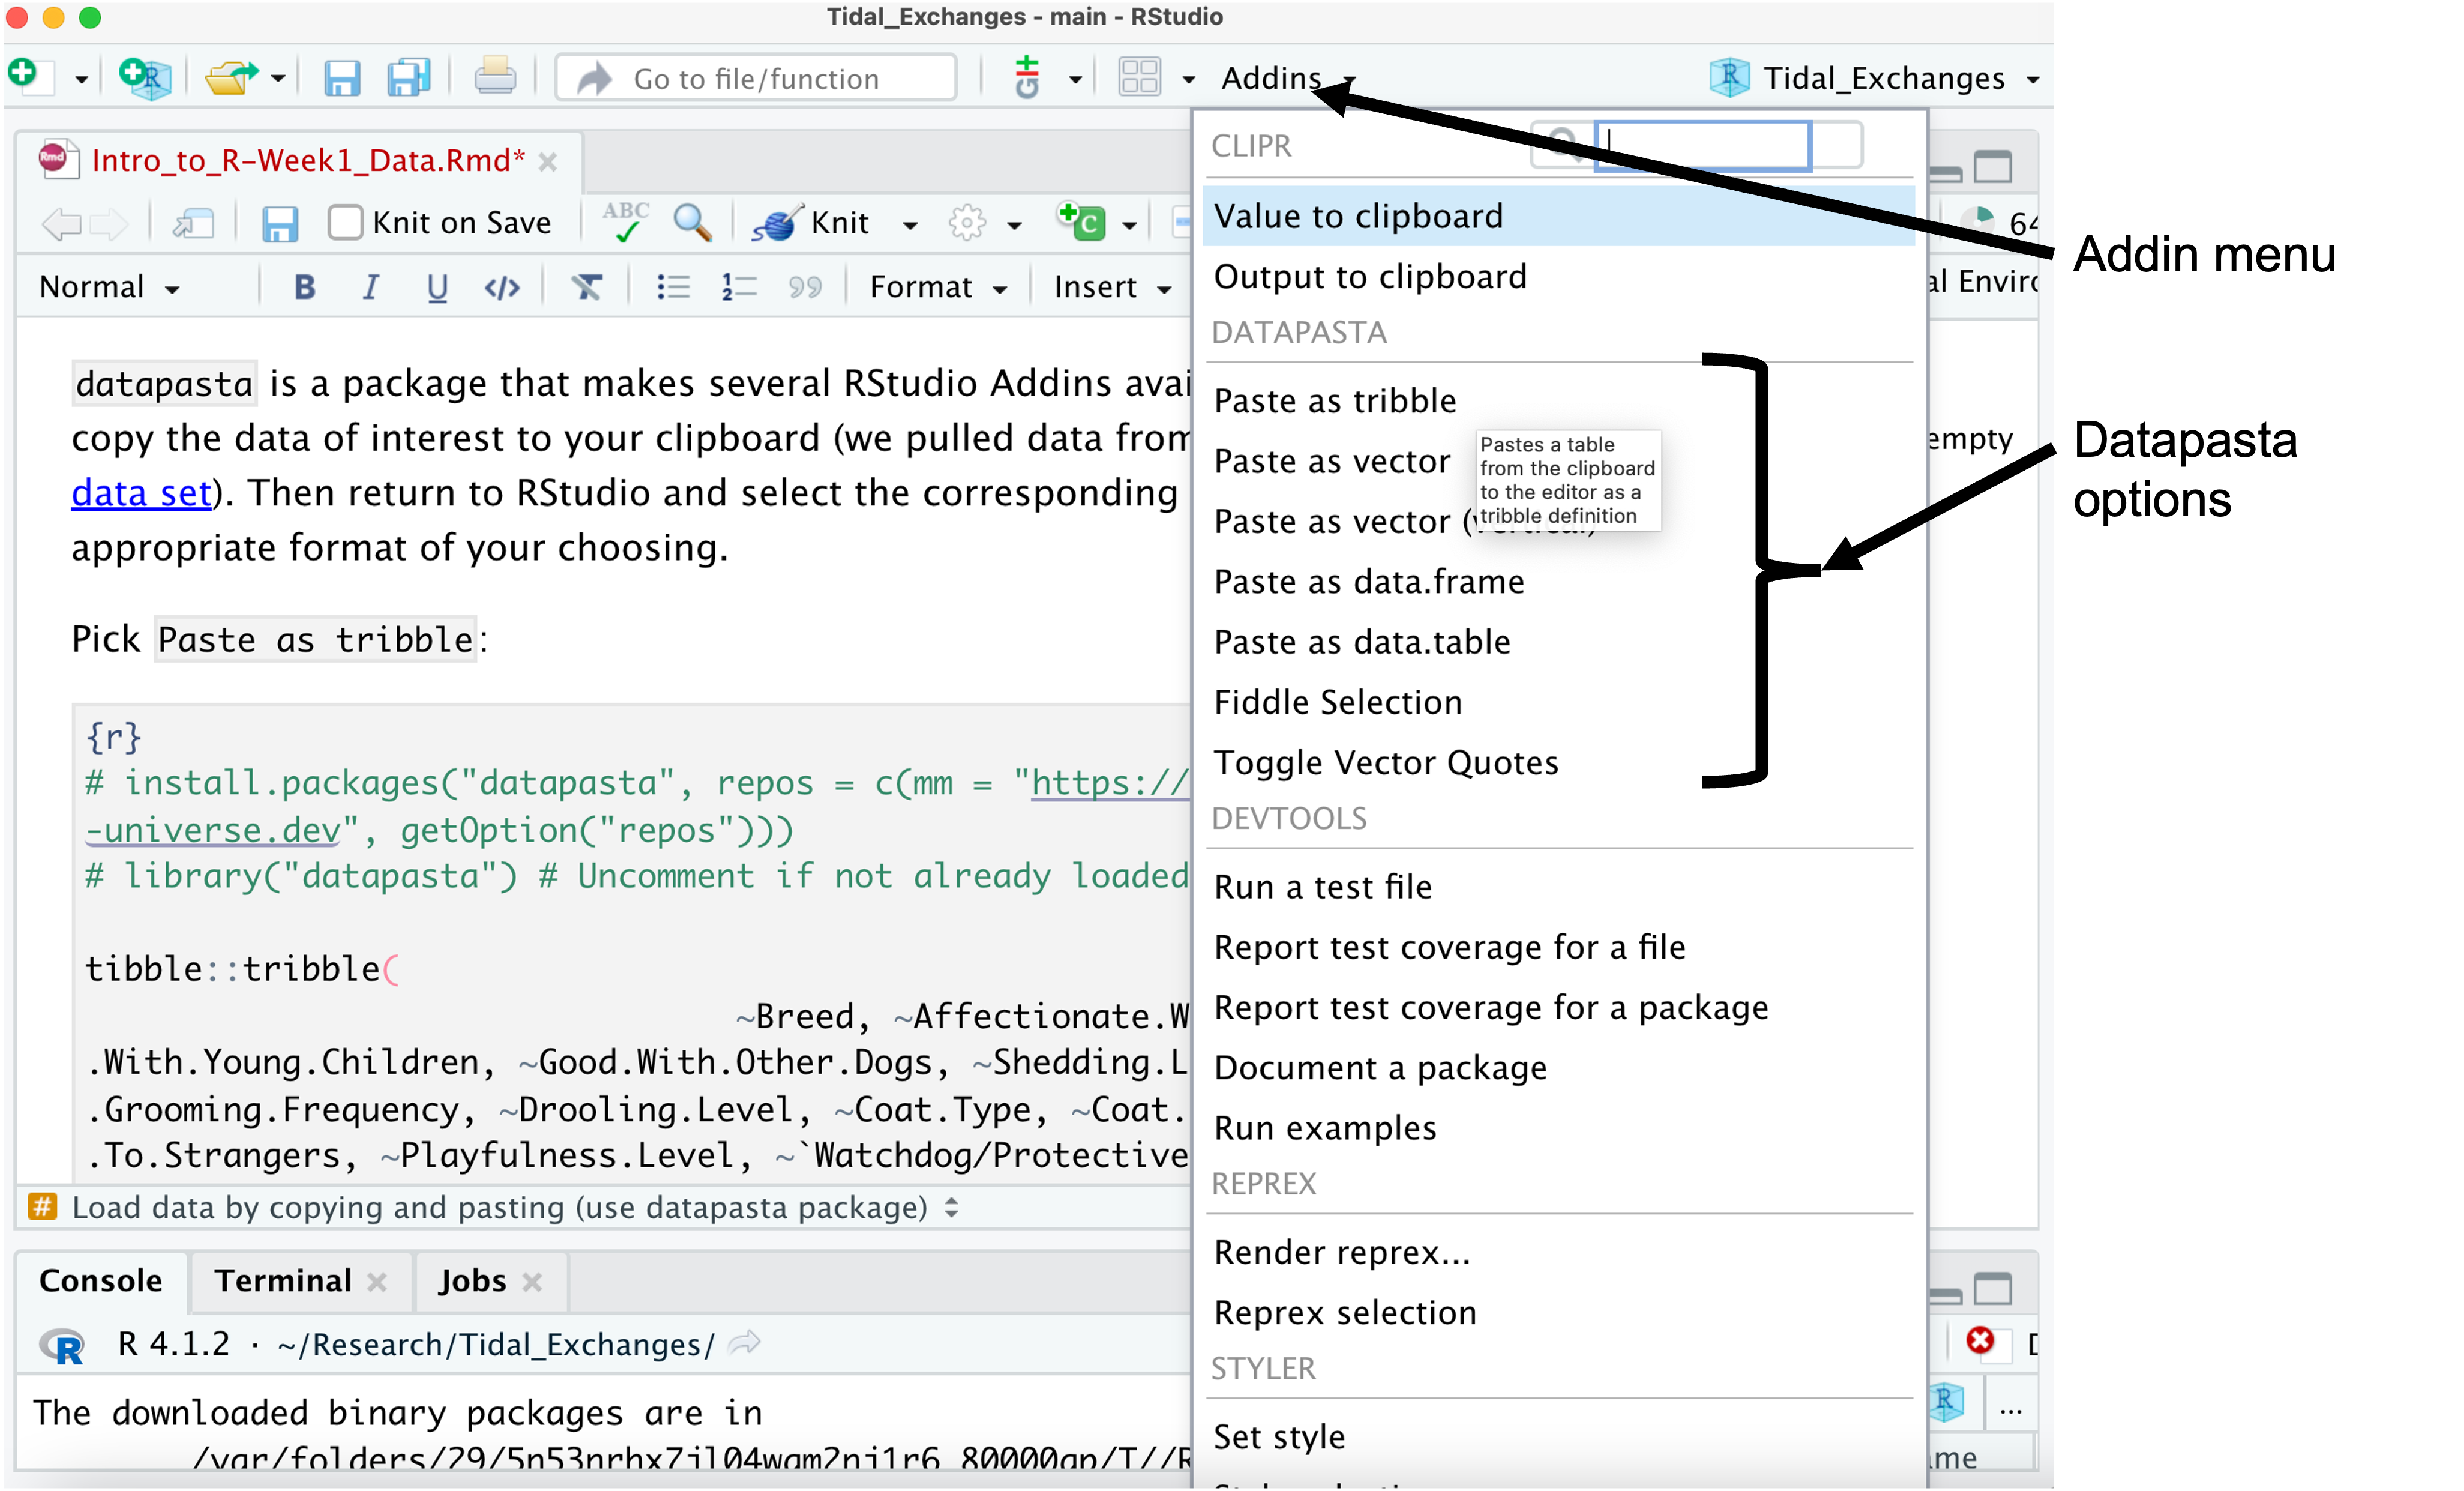 Tidal_Exchanges - main - RStudio
Go to file/function
Addins
Tidal_Exchanges
Intro_to_R-Week1_Data.Rmd*
Knit on Save
ABC
Knit
64
Normal
B I U </>
Format
Insert
al Enviro
datapasta is a package that makes several RStudio Addins avai
copy the data of interest to your clipboard (we pulled data from
data set). Then return to RStudio and select the corresponding
appropriate format of your choosing.
Pick Paste as tribble:
{r}
# install.packages("datapasta", repos = c(mm = "https://
-universe.dev", getOption("repos")))
# library("datapasta") # Uncomment if not already loaded
tibble::tribble(
~Breed, ~Affectionate.W
.With.Young.Children, ~Good.With.Other.Dogs, ~Shedding.L
.Grooming.Frequency, ~Drooling.Level, ~Coat.Type, ~Coat.
.To.Strangers, ~Playfulness.Level, ~`Watchdog/Protective
# Load data by copying and pasting (use datapasta package)
Console
Terminal
Jobs
R 4.1.2 · ~/Research/Tidal_Exchanges/
The downloaded binary packages are in
CLIPR
Value to clipboard
Output to clipboard
DATAPASTA
Paste as tribble
Paste as vector
Paste as vector (vertical)
Paste as data.frame
Paste as data.table
Fiddle Selection
Toggle Vector Quotes
Pastes a table
from the clipboard
to the editor as a
tribble definition
DEVTOOLS
Run a test file
Report test coverage for a file
Report test coverage for a package
Document a package
Run examples
REPREX
Render reprex...
Reprex selection
STYLER
Set style
empty
...
me
Addin menu
Datapasta
options